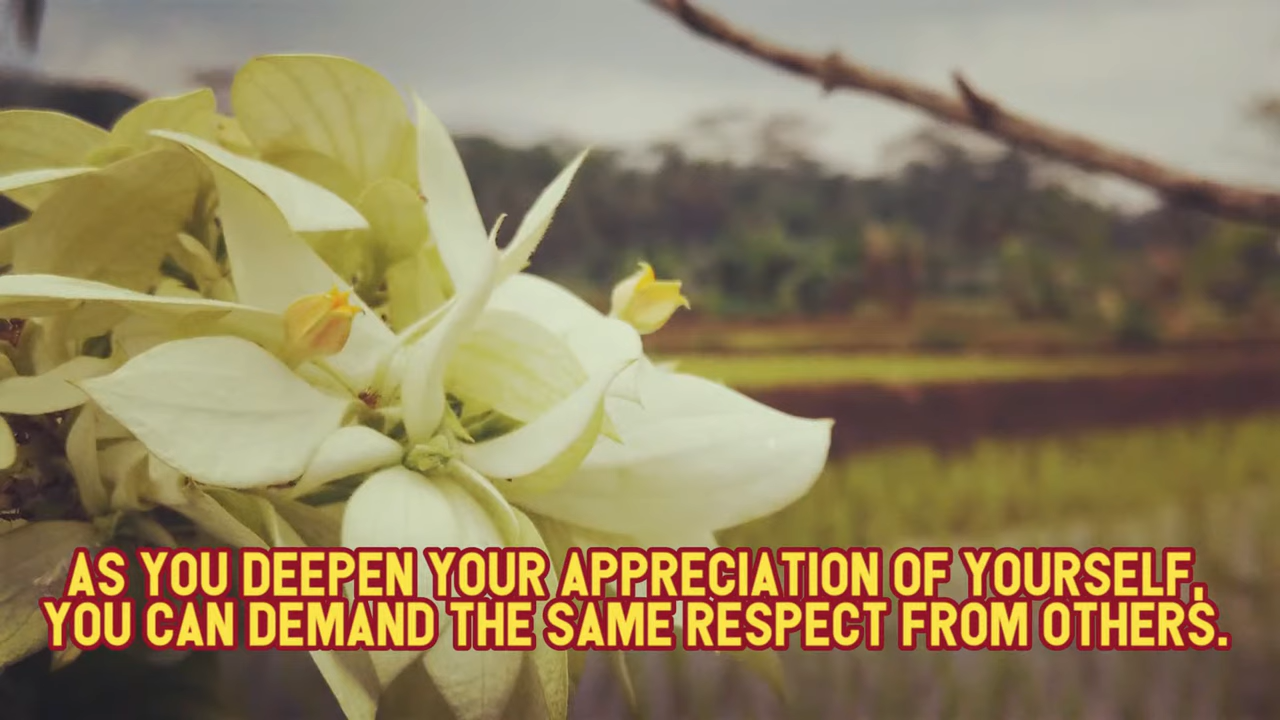 AS YOU DEEPEN YOUR APPRECIATION OF YOURSELF,
YOU CAN DEMAND THE SAME RESPECT FROM OTHERS.